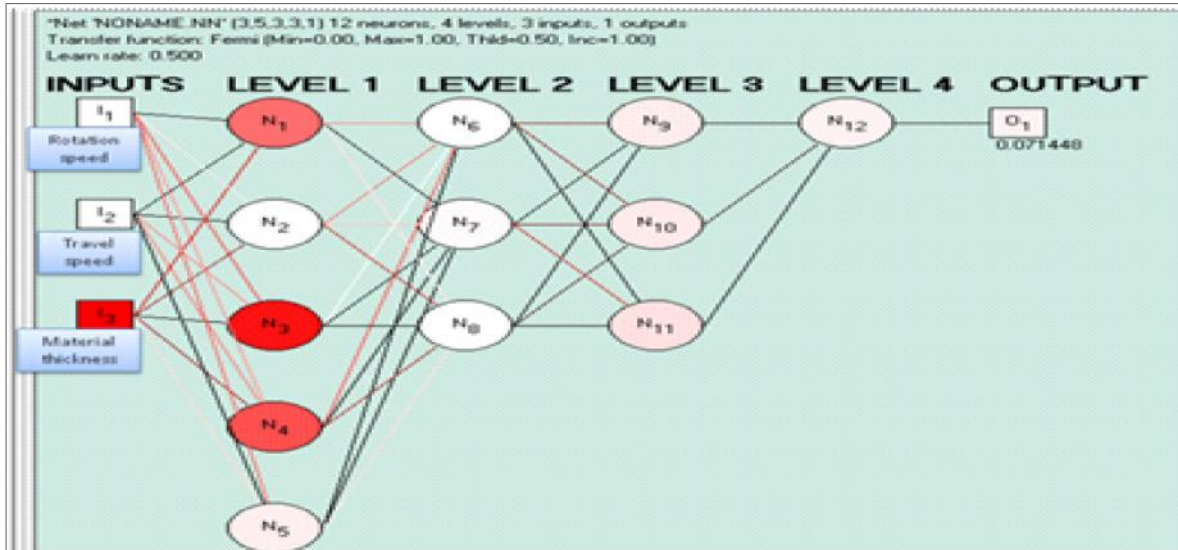 "Net 'NONAME.NN' (3,5,3,3,1) 12 neurons, 4 levels, 3 inputs, 1 outputs
Transfer function: Fermi (Min=0.00, Max=1.00, Thld=0.50, Inc=1.00)
Learn rate: 0.500
INPUTS LEVEL 1 LEVEL 2 LEVEL 3 LEVEL 4 OUTPUT
I1 N1 N6 N9 N12 O1
Rotation speed 0.071448
I2 N2 N7 N10
Travel speed
I3 N3 N8 N11
Material thickness
N4
N5